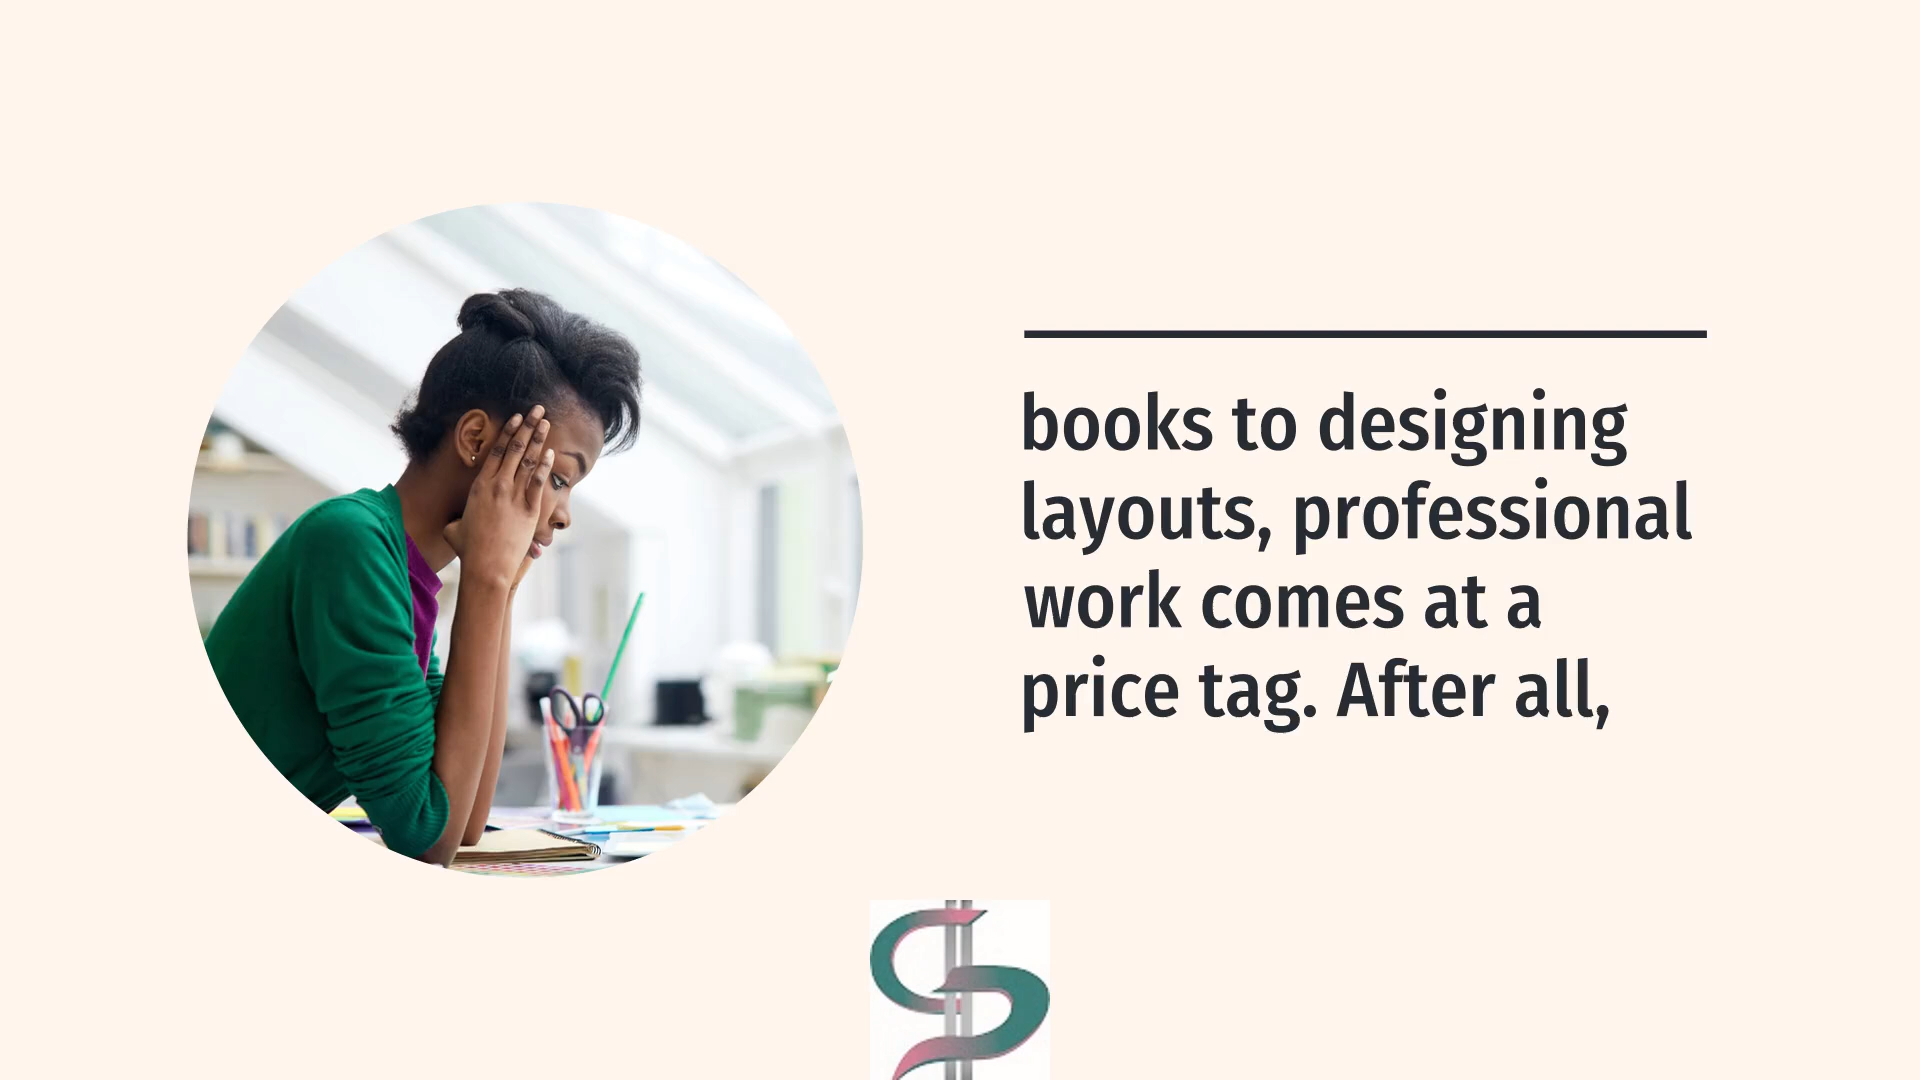 books to designing
layouts, professional
work comes at a
price tag. After all,